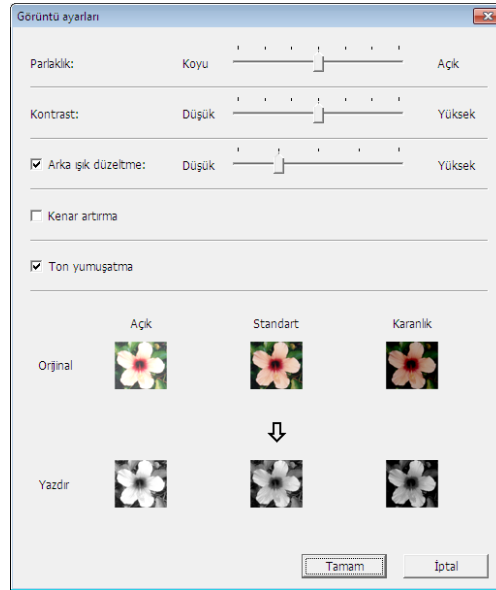 Görüntü ayarları
Parlaklık: Koyu Açık
Kontrast: Düşük Yüksek
Arka ışık düzeltme: Düşük Yüksek
Kenar artırma
Ton yumuşatma
Açık Standart Karanlık
Orijinal
Yazdır
Tamam İptal